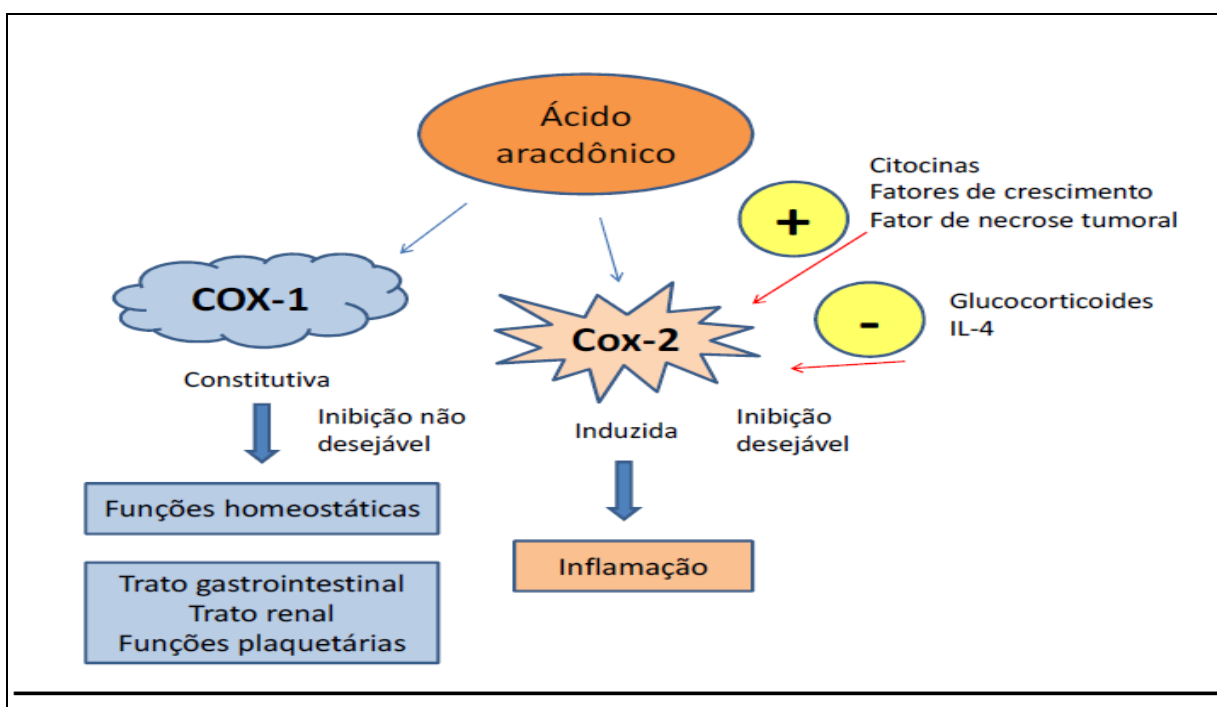 Ácido
aracdônico
Citocinas
Fatores de crescimento
Fator de necrose tumoral
+
COX-1
Cox-2
-
Glucocorticoides
IL-4
Constitutiva
Inibição não
desejável
Induzida
Inibição
desejável
Funções homeostáticas
Inflamação
Trato gastrointestinal
Trato renal
Funções plaquetárias